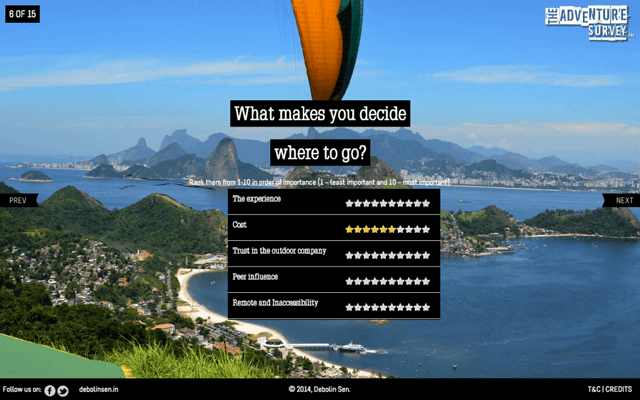 6 OF 15
THE ADVENTURE
SURVEY
What makes you decide
where to go?
Rank them from 1-10 in order of importance (1 - least important and 10 - most important)
PREV
NEXT
The experience
Cost
Trust in the outdoor company
Peer influence
Remote and Inaccessibility
Follow us on:
debolinsen.in
© 2014, Debolin Sen.
T&C | CREDITS